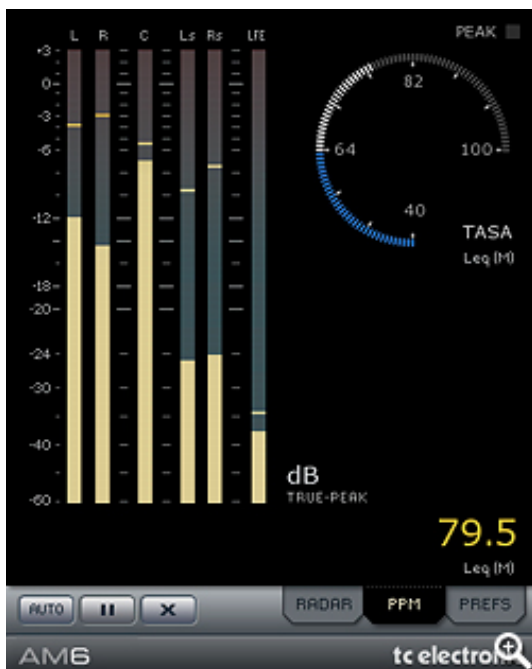 L R C Ls Rs LFE
PEAK
+3
0
-3
-6
-12
-18
-20
-24
-30
-40
-60
82
64
100
40
TASA
Leq (M)
dB
TRUE-PEAK
79.5
Leq (M)
AUTO
RADAR PPM PREFS
AM6
tc electronic